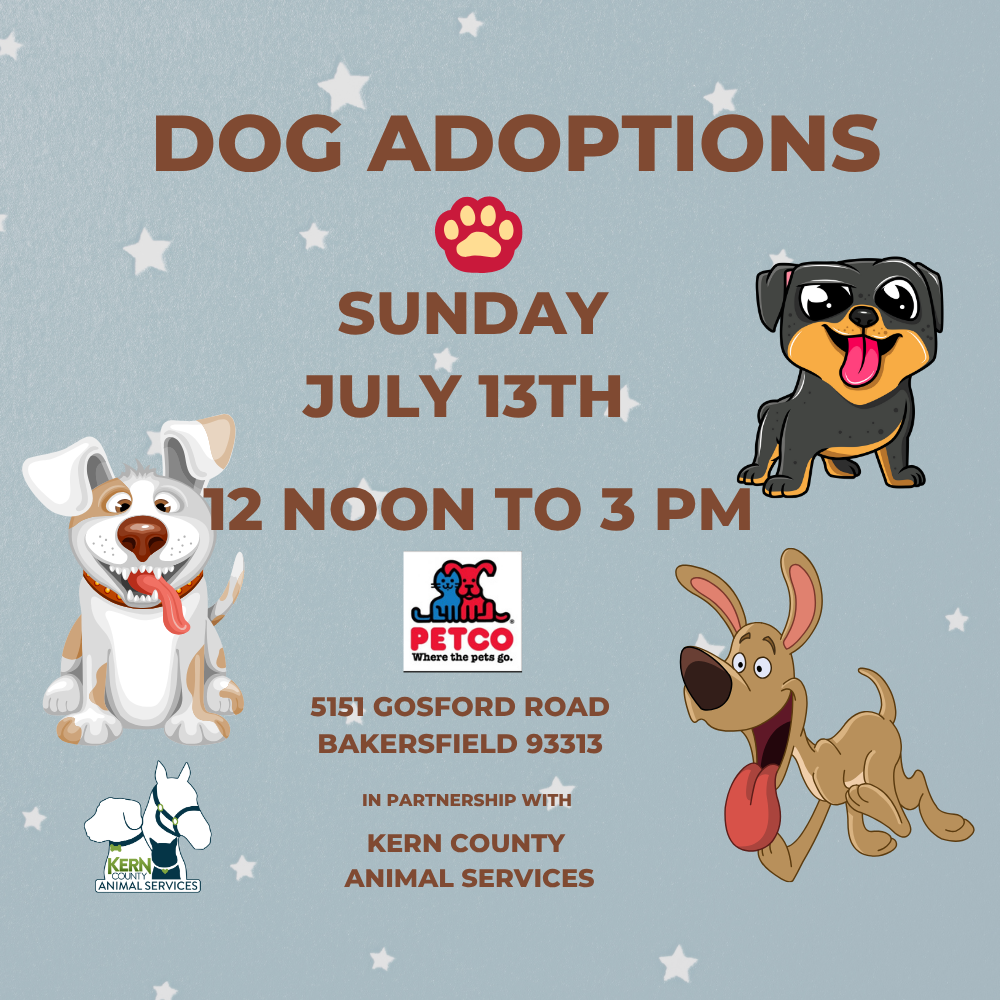 DOG ADOPTIONS
SUNDAY
JULY 13TH
12 NOON TO 3 PM
PETCO®
Where the pets go.
5151 GOSFORD ROAD
BAKERSFIELD 93313
IN PARTNERSHIP WITH
KERN COUNTY
ANIMAL SERVICES
KERN
COUNTY
ANIMAL SERVICES